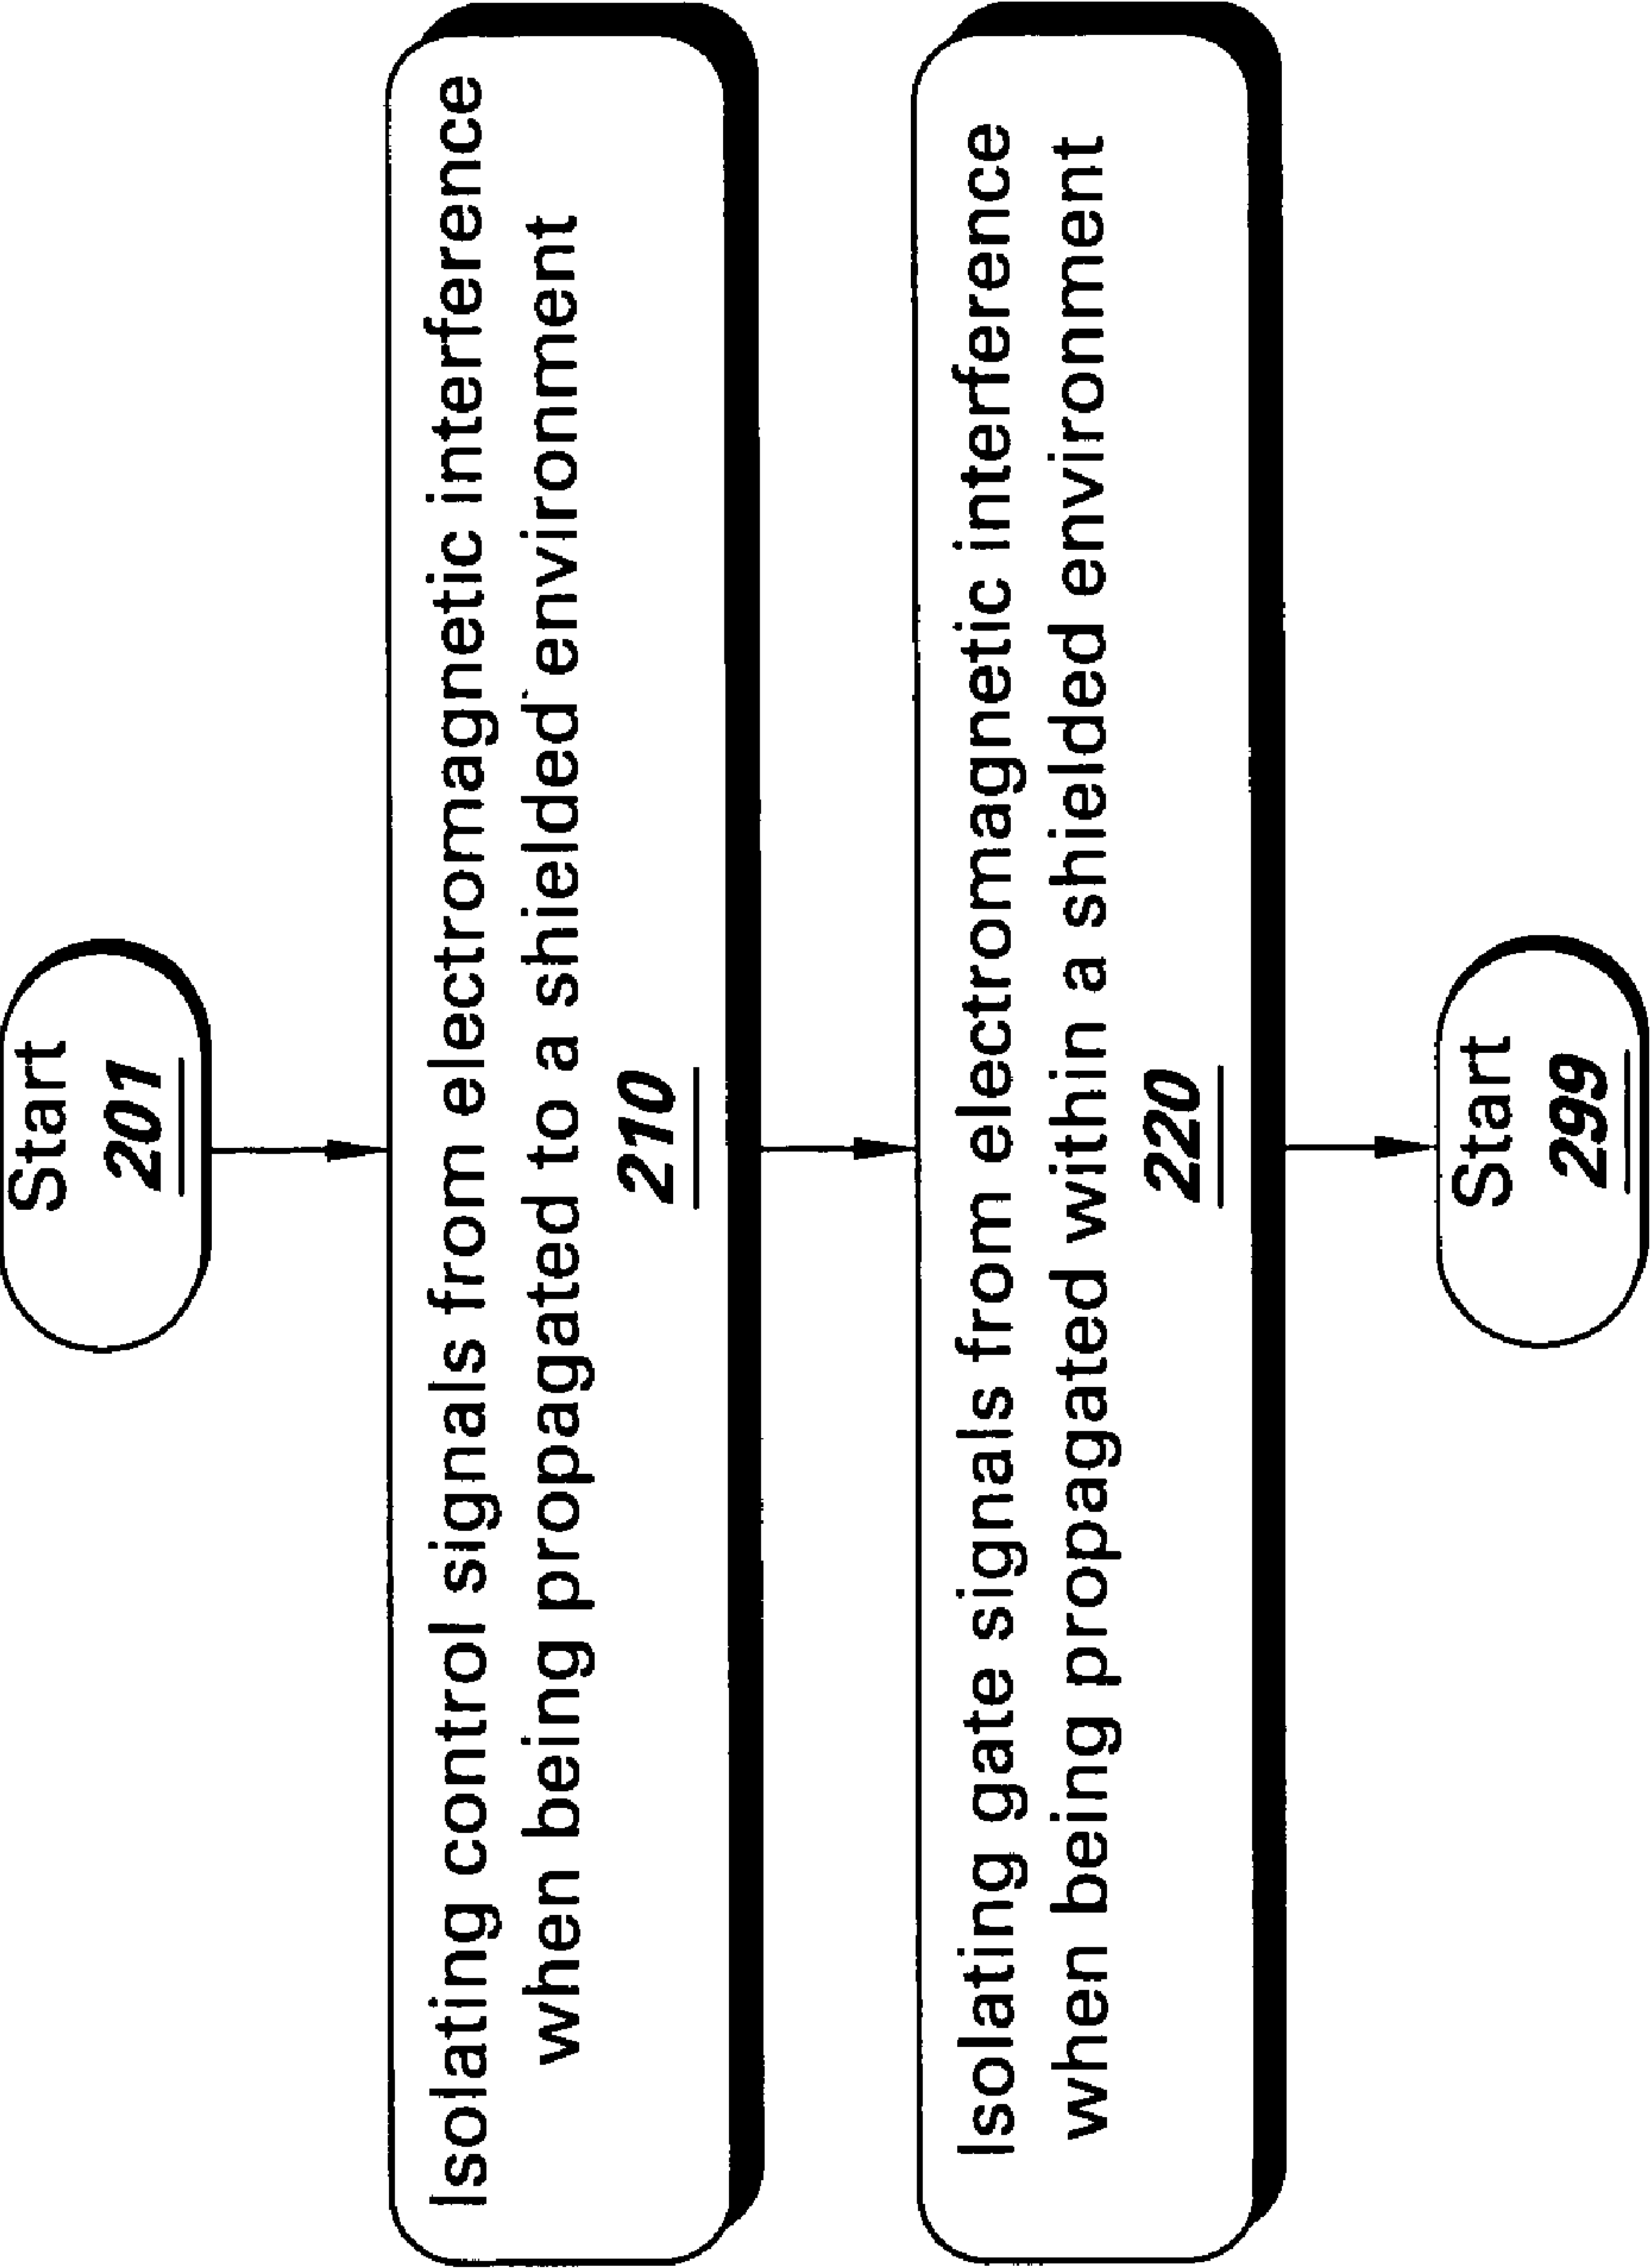 Start
201
Isolating control signals from electromagnetic interference
when being propagated to a shielded environment
210
Isolating gate signals from electromagnetic interference
when being propagated within a shielded environment
220
Start
299